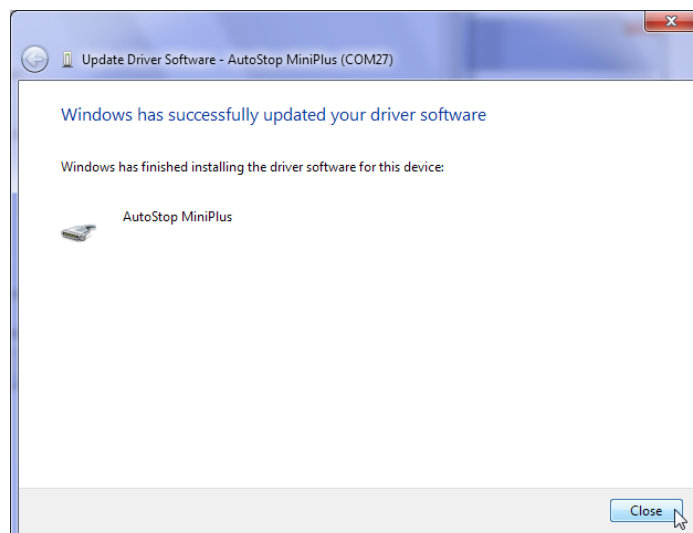 Update Driver Software - AutoStop MiniPlus (COM27)
Windows has successfully updated your driver software
Windows has finished installing the driver software for this device:
AutoStop MiniPlus
Close